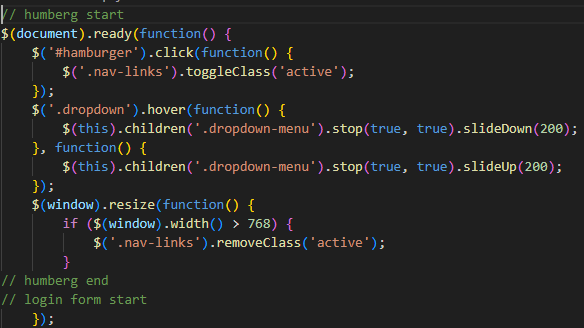 // humberg start
$(document).ready(function() {
    $('#hamburger').click(function() {
        $('.nav-links').toggleClass('active');
    });
    $('.dropdown').hover(function() {
        $(this).children('.dropdown-menu').stop(true, true).slideDown(200);
    }, function() {
        $(this).children('.dropdown-menu').stop(true, true).slideUp(200);
    });
    $(window).resize(function() {
        if ($(window).width() > 768) {
            $('.nav-links').removeClass('active');
        }
// humberg end
// login form start
    });